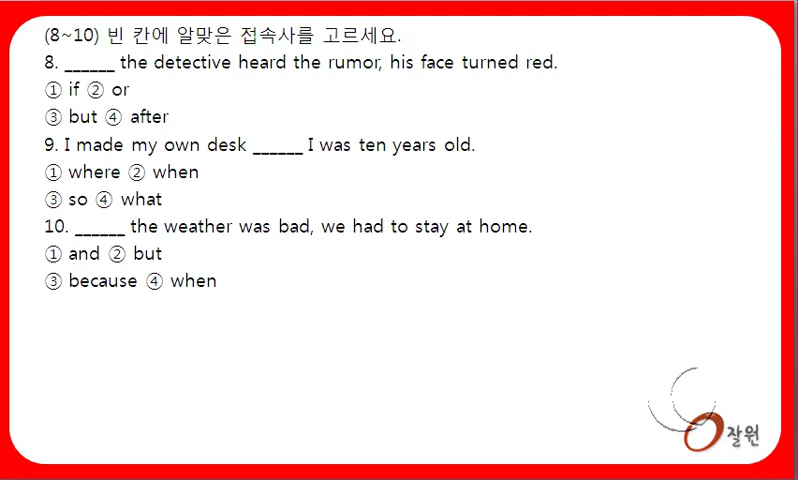 (8~10) 빈 칸에 알맞은 접속사를 고르세요.
8. ______ the detective heard the rumor, his face turned red.
① if ② or
③ but ④ after
9. I made my own desk ______ I was ten years old.
① where ② when
③ so ④ what
10. ______ the weather was bad, we had to stay at home.
① and ② but
③ because ④ when
잘원